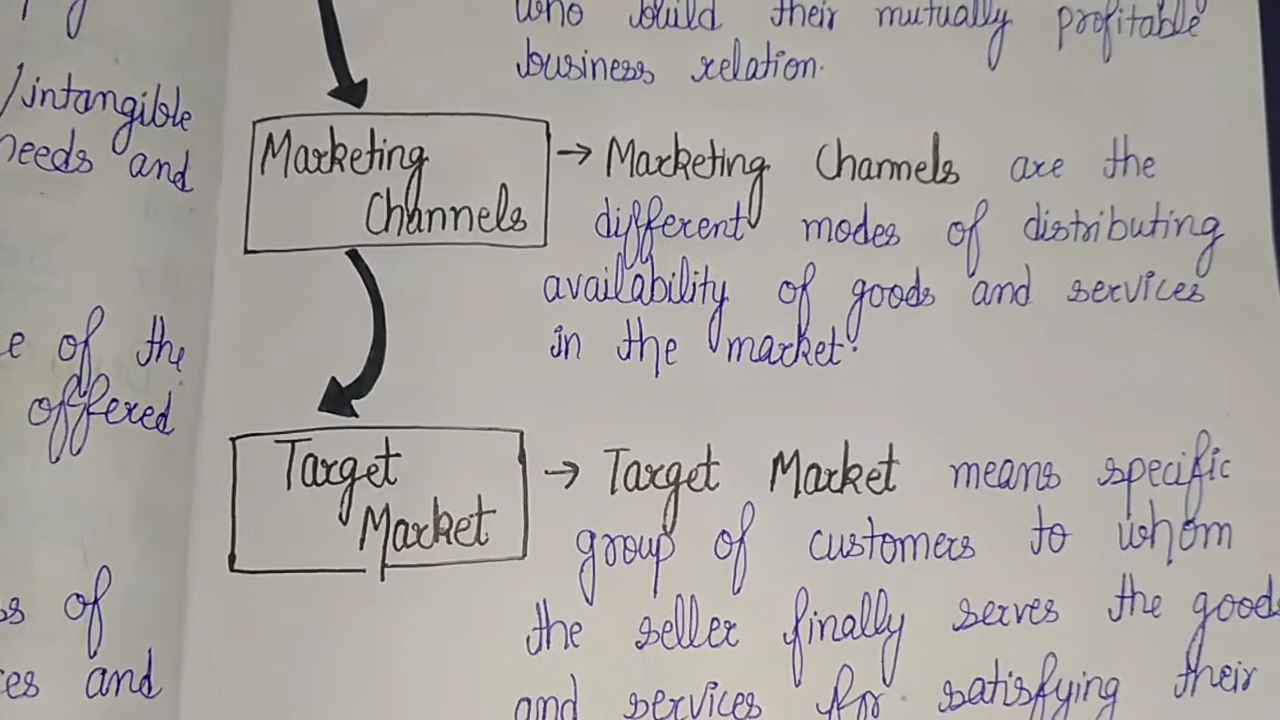 /intangible
needs and
e of the
offered
of
and
who build their mutually profitable
business relation.
Marketing
Channels
→ Marketing Channels are the
different modes of distributing
availability of goods and services
in the market.
Target
Market
→ Target Market means specific
group of customers to whom
the seller finally serves the good
and services for satisfying their